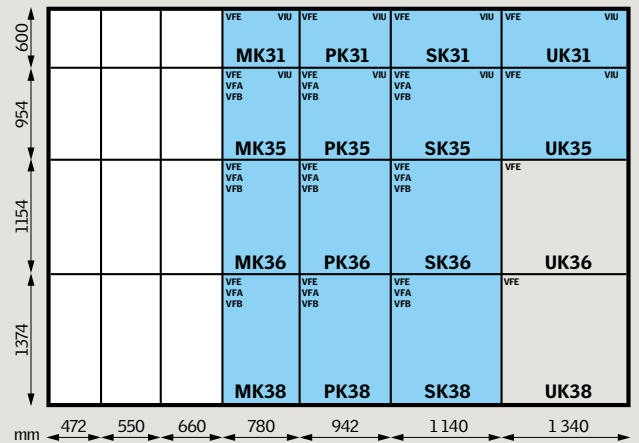 600
VFE VIU VFE VIU VFE VIU VFE VIU
MK31 PK31 SK31 UK31
954
VFE VIU VFE VIU VFE VIU VFE VIU
VFA VFA VFA
VFB VFB VFB
MK35 PK35 SK35 UK35
1154
VFE VFE VFE VFE
VFA VFA VFA
VFB VFB VFB
MK36 PK36 SK36 UK36
1374
VFE VFE VFE VFE
VFA VFA VFA
VFB VFB VFB
MK38 PK38 SK38 UK38
mm 472 550 660 780 942 1140 1340